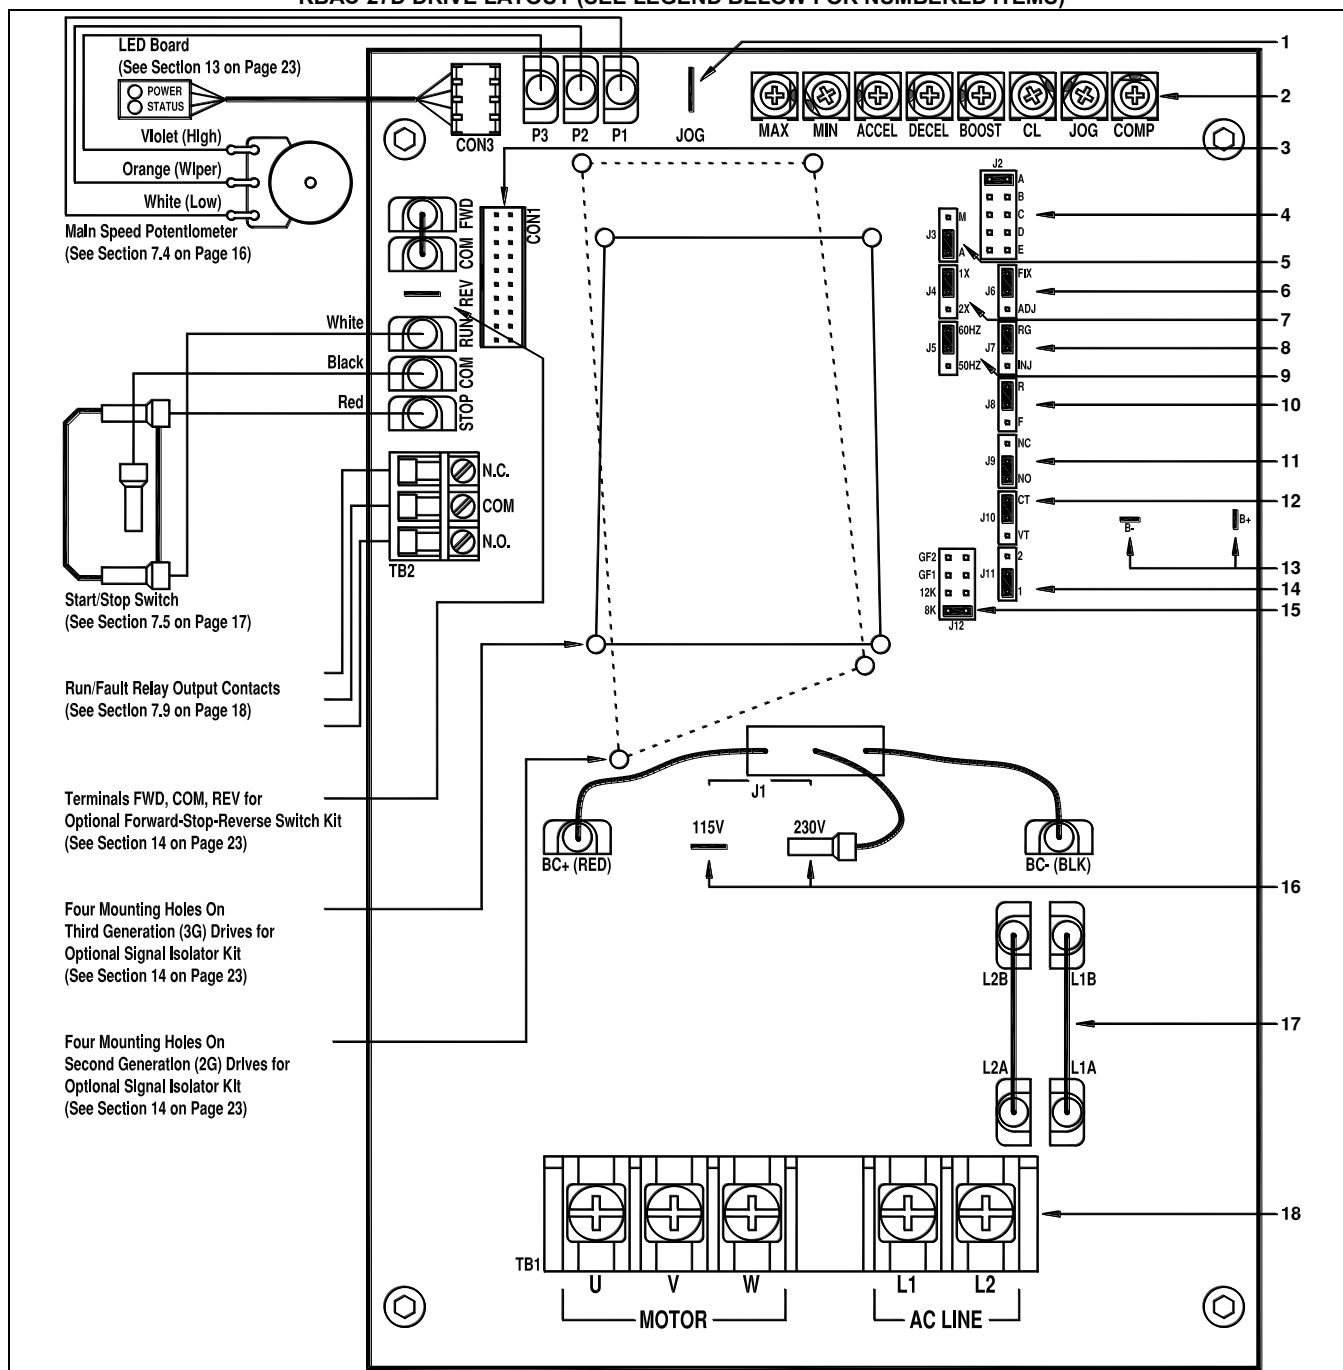 KBAC-27D DRIVE LAYOUT (SEE LEGEND BELOW FOR NUMBERED ITEMS)
LED Board
(See Section 13 on Page 23)
POWER
STATUS
Violet (High)
Orange (Wiper)
White (Low)
Main Speed Potentiometer
(See Section 7.4 on Page 16)
CON3
P3
P2
P1
JOG
MAX
MIN
ACCEL
DECEL
BOOST
CL
JOG
COMP
1
2
3
4
5
6
7
8
9
10
11
12
13
14
15
16
17
18
FWD
COM
REV
RUN
COM
STOP
CON1
White
Black
Red
Start/Stop Switch
(See Section 7.5 on Page 17)
N.C.
COM
N.O.
TB2
Run/Fault Relay Output Contacts
(See Section 7.9 on Page 18)
Terminals FWD, COM, REV for
Optional Forward-Stop-Reverse Switch Kit
(See Section 14 on Page 23)
Four Mounting Holes On
Third Generation (3G) Drives for
Optional Signal Isolator Kit
(See Section 14 on Page 23)
Four Mounting Holes On
Second Generation (2G) Drives for
Optional Signal Isolator Kit
(See Section 14 on Page 23)
J2
A
B
C
D
E
J3
M
A
J4
1X
2X
J5
60HZ
50HZ
J6
FIX
ADJ
J7
RG
INJ
J8
R
F
J9
NC
NO
J10
CT
VT
J11
2
1
GF2
GF1
12K
8K
J12
B-
B+
J1
115V
230V
BC+ (RED)
BC- (BLK)
L2B
L1B
L2A
L1A
TB1
U
V
W
L1
L2
MOTOR
AC LINE